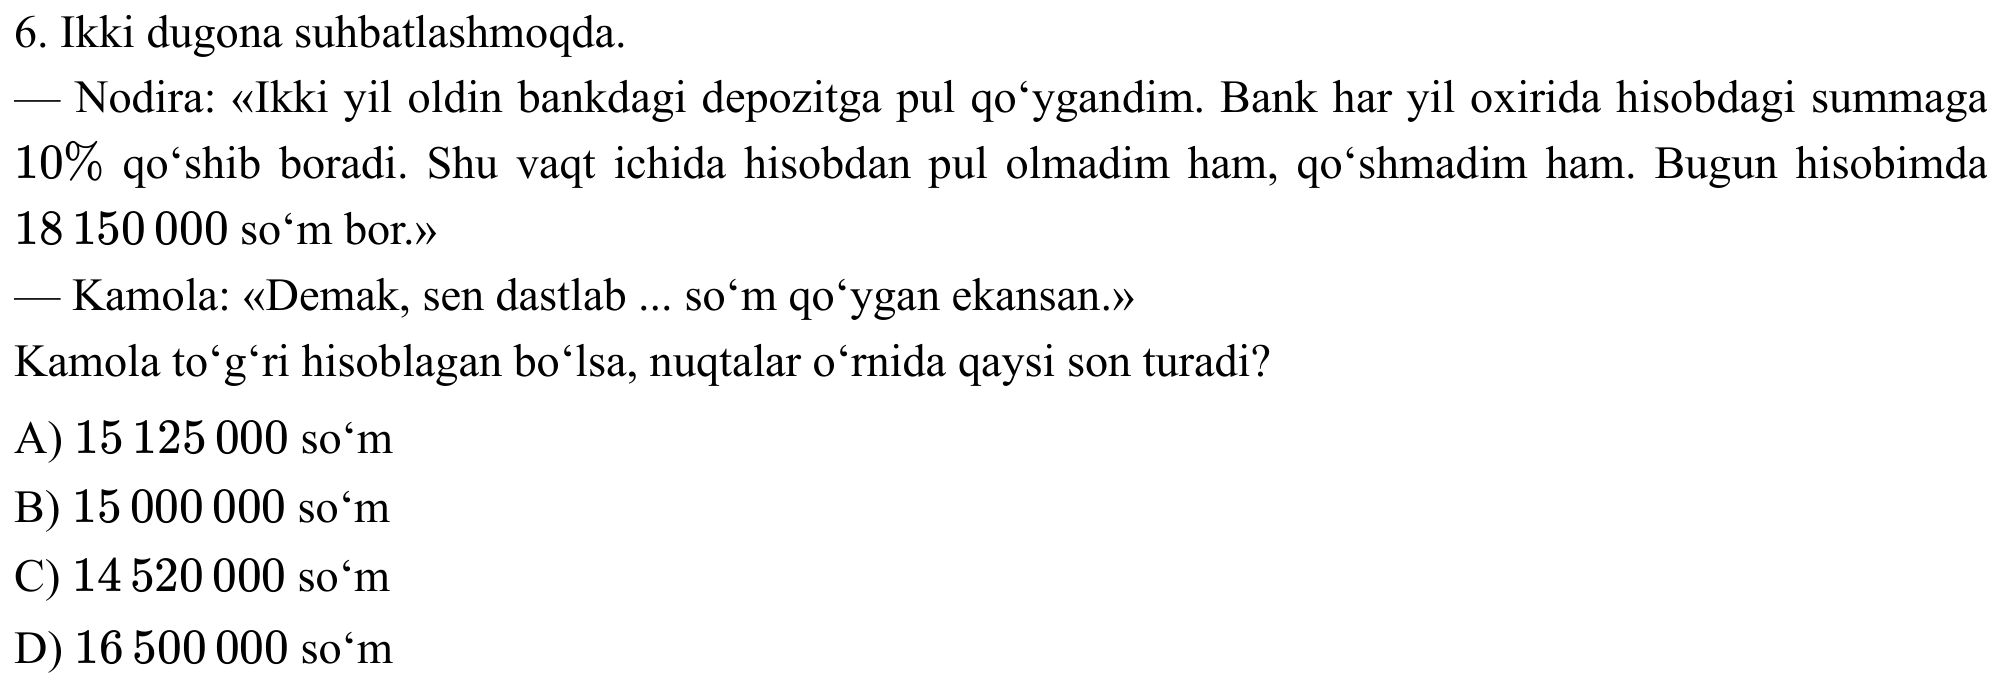 6. Ikki dugona suhbatlashmoqda.
— Nodira: «Ikki yil oldin bankdagi depozitga pul qo‘ygandim. Bank har yil oxirida hisobdagi summaga
10% qo‘shib boradi. Shu vaqt ichida hisobdan pul olmadim ham, qo‘shmadim ham. Bugun hisobimda
18 150 000 so‘m bor.»
— Kamola: «Demak, sen dastlab ... so‘m qo‘ygan ekansan.»
Kamola to‘g‘ri hisoblagan bo‘lsa, nuqtalar o‘rnida qaysi son turadi?
A) 15 125 000 so‘m
B) 15 000 000 so‘m
C) 14 520 000 so‘m
D) 16 500 000 so‘m